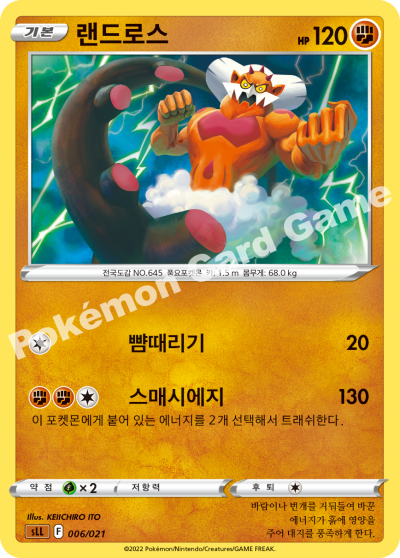 기본 랜드로스 HP 120
전국도감 NO.645 풍요포켓몬 키: 1.5 m 몸무게: 68.0 kg
Pokémon Card Game
뺨때리기 20
스매시에지 130
이 포켓몬에게 붙어 있는 에너지를 2개 선택해서 트래쉬한다.
약점 ×2 저항력 후퇴
Illus. KEIICHIRO ITO
sLL F 006/021
바람이나 번개를 거둬들여 바꾼
에너지가 흙에 영양을
주어 대지를 풍족하게 한다.
©2022 Pokémon/Nintendo/Creatures/GAME FREAK.